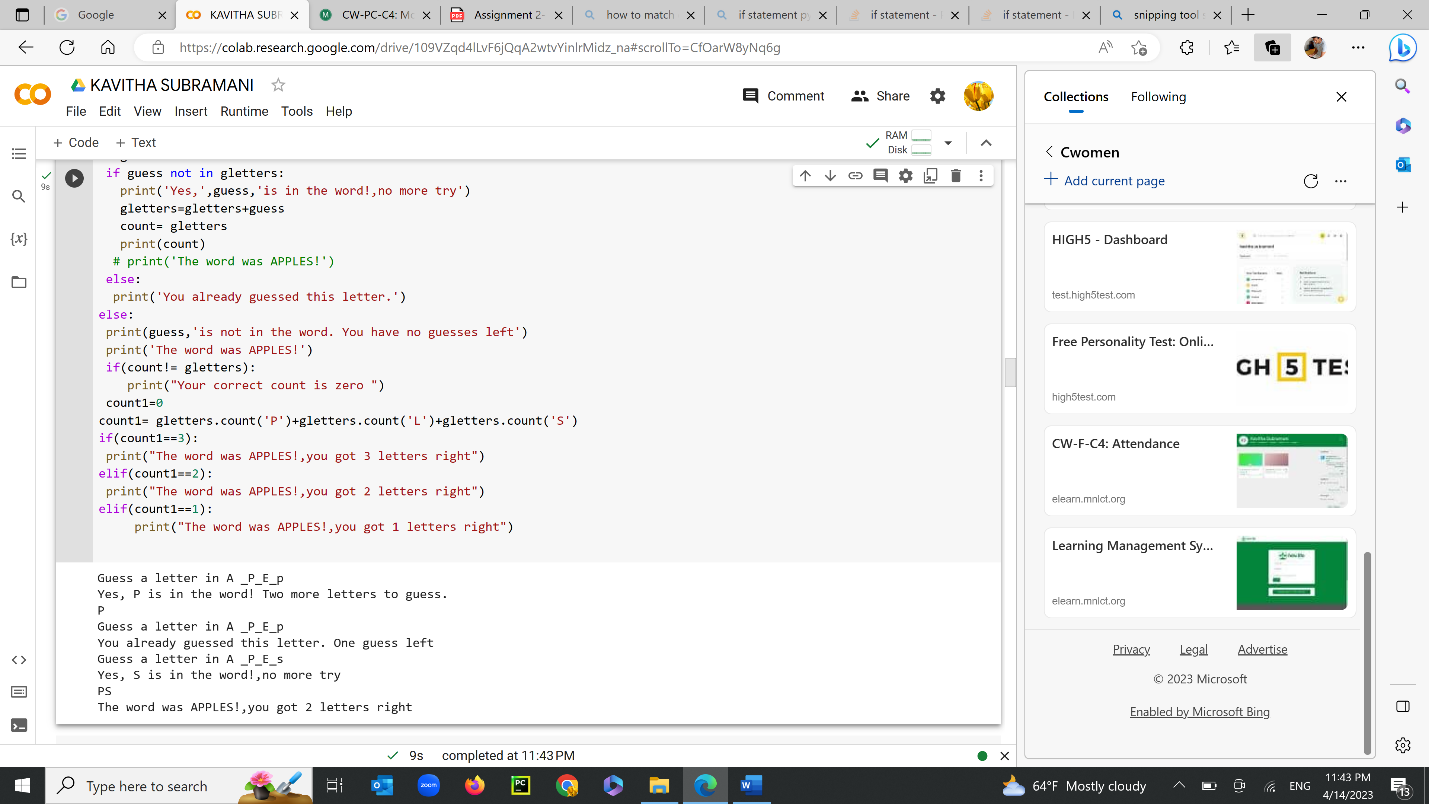 Google
KAVITHA SUBR
CW-PC-C4: Mo
Assignment 2-
how to match
if statement py
if statement -
if statement -
snipping tool s
https://colab.research.google.com/drive/109VZqd4lLvF6jQqA2wtvYinlrMidz_na#scrollTo=CfOarW8yNq6g
KAVITHA SUBRAMANI
File Edit View Insert Runtime Tools Help
Comment
Share
+ Code + Text
RAM
Disk
9s
if guess not in gletters:
print('Yes,',guess,'is in the word!,no more try')
gletters=gletters+guess
count= gletters
print(count)
# print('The word was APPLES!')
else:
print('You already guessed this letter.')
else:
print(guess,'is not in the word. You have no guesses left')
print('The word was APPLES!')
if(count!= gletters):
print("Your correct count is zero ")
count1=0
count1= gletters.count('P')+gletters.count('L')+gletters.count('S')
if(count1==3):
print("The word was APPLES!,you got 3 letters right")
elif(count1==2):
print("The word was APPLES!,you got 2 letters right")
elif(count1==1):
print("The word was APPLES!,you got 1 letters right")
Guess a letter in A _P_E_p
Yes, P is in the word! Two more letters to guess.
P
Guess a letter in A _P_E_p
You already guessed this letter. One guess left
Guess a letter in A _P_E_s
Yes, S is in the word!,no more try
PS
The word was APPLES!,you got 2 letters right
9s completed at 11:43 PM
Collections Following
Cwomen
Add current page
HIGH5 - Dashboard
test.high5test.com
Free Personality Test: Onli...
high5test.com
GH 5 TES
CW-F-C4: Attendance
elearn.mnlct.org
Learning Management Sy...
elearn.mnlct.org
Privacy Legal Advertise
© 2023 Microsoft
Enabled by Microsoft Bing
Type here to search
zoom
PC
64°F Mostly cloudy
ENG
11:43 PM
4/14/2023
13